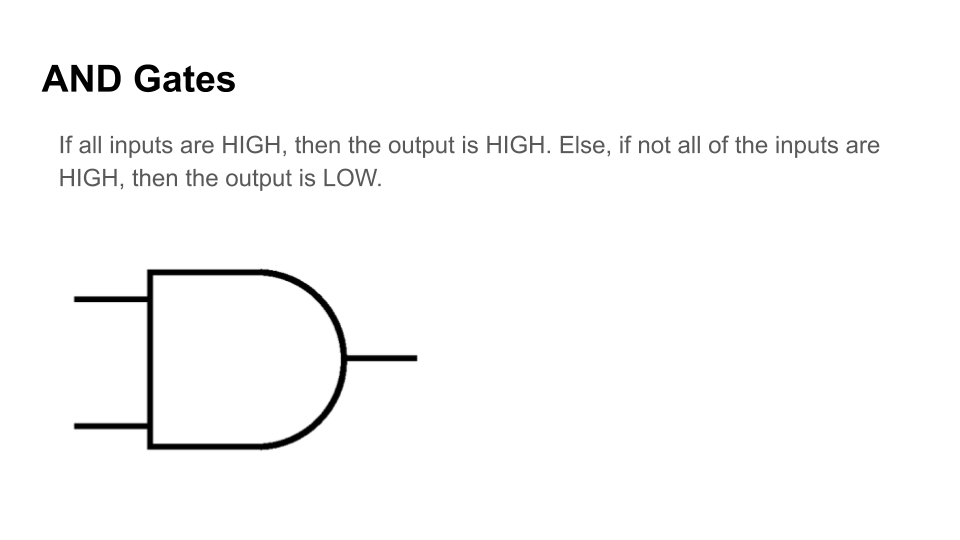 AND Gates
If all inputs are HIGH, then the output is HIGH. Else, if not all of the inputs are
HIGH, then the output is LOW.